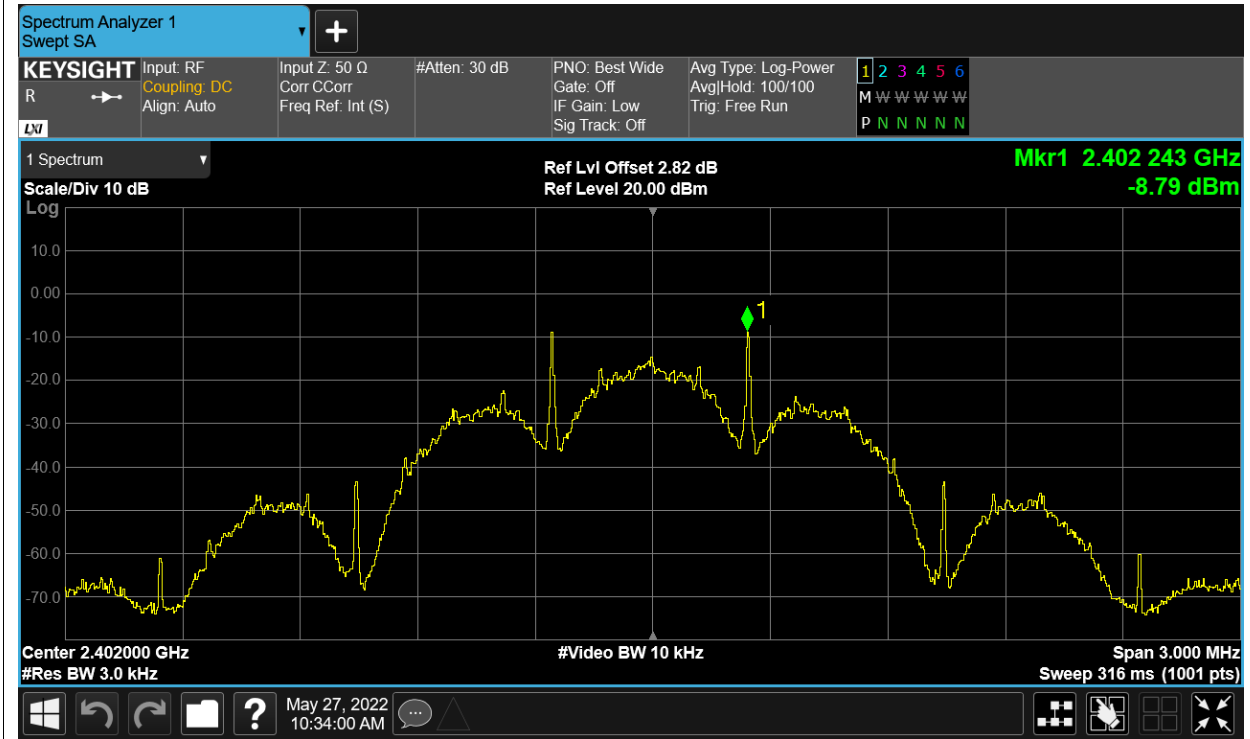 Spectrum Analyzer 1
Swept SA
KEYSIGHT
R
LXI
Input: RF
Coupling: DC
Align: Auto
Input Z: 50 Ω
Corr CCorr
Freq Ref: Int (S)
#Atten: 30 dB
PNO: Best Wide
Gate: Off
IF Gain: Low
Sig Track: Off
Avg Type: Log-Power
Avg|Hold: 100/100
Trig: Free Run
1 2 3 4 5 6
M W W W W W W
P N N N N N N
1 Spectrum
Scale/Div 10 dB
Log
Ref Lvl Offset 2.82 dB
Ref Level 20.00 dBm
Mkr1 2.402 243 GHz
-8.79 dBm
10.0
0.00
-10.0
-20.0
-30.0
-40.0
-50.0
-60.0
-70.0
1
Center 2.402000 GHz
#Res BW 3.0 kHz
#Video BW 10 kHz
Span 3.000 MHz
Sweep 316 ms (1001 pts)
?
May 27, 2022
10:34:00 AM